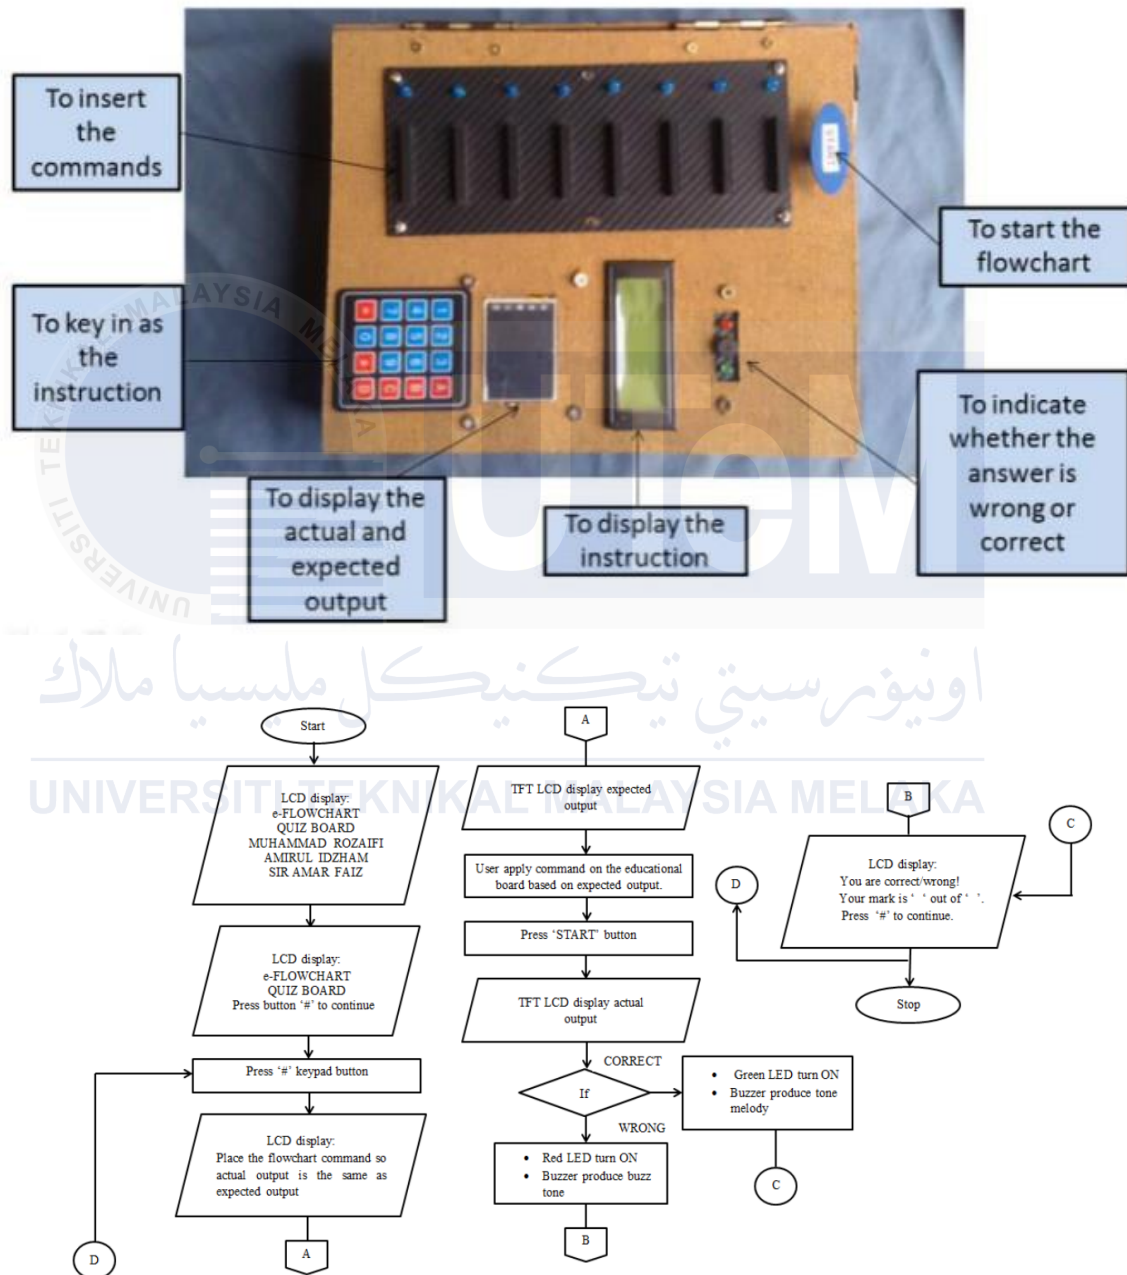 To insert
the
commands
START
To start the
flowchart
To key in as
the
instruction
To display the
actual and
expected
output
To display the
instruction
To indicate
whether the
answer is
wrong or
correct
UNIVERSITI TEKNIKAL MALAYSIA MELAKA
UTeM
اونيۏرسيتي تيكنيكل مليسيا ملاك
UNIVERSITI TEKNIKAL MALAYSIA MELAKA
Start
LCD display:
e-FLOWCHART
QUIZ BOARD
MUHAMMAD ROZAIFI
AMIRUL IDZHAM
SIR AMAR FAIZ
LCD display:
e-FLOWCHART
QUIZ BOARD
Press button ‘#’ to continue
Press ‘#’ keypad button
LCD display:
Place the flowchart command so
actual output is the same as
expected output
D
A
A
TFT LCD display expected
output
User apply command on the educational
board based on expected output.
Press ‘START’ button
TFT LCD display actual
output
If
CORRECT
WRONG
• Green LED turn ON
• Buzzer produce tone
melody
C
• Red LED turn ON
• Buzzer produce buzz
tone
B
B
C
D
LCD display:
You are correct/wrong!
Your mark is ‘ ‘ out of ‘ ’.
Press ‘#’ to continue.
Stop